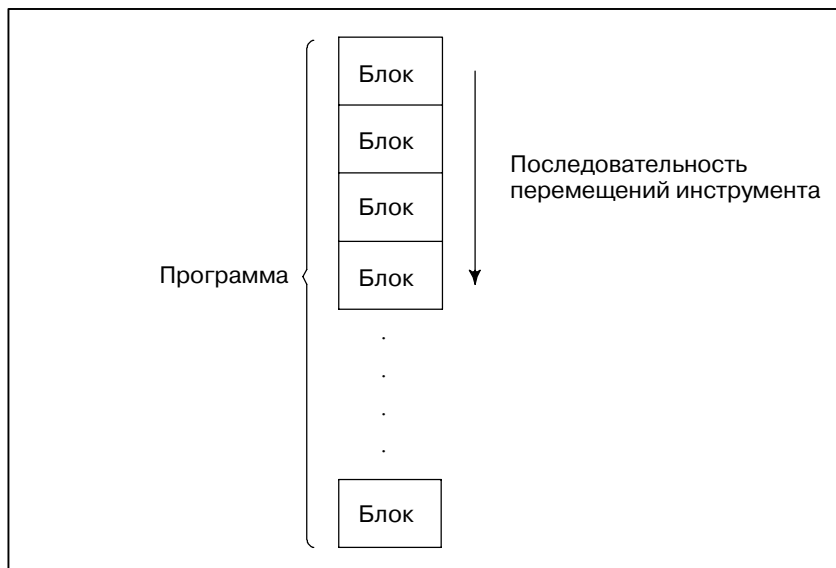 Блок
Блок
Последовательность
перемещений инструмента
Блок
Программа
Блок
.
.
.
.
Блок